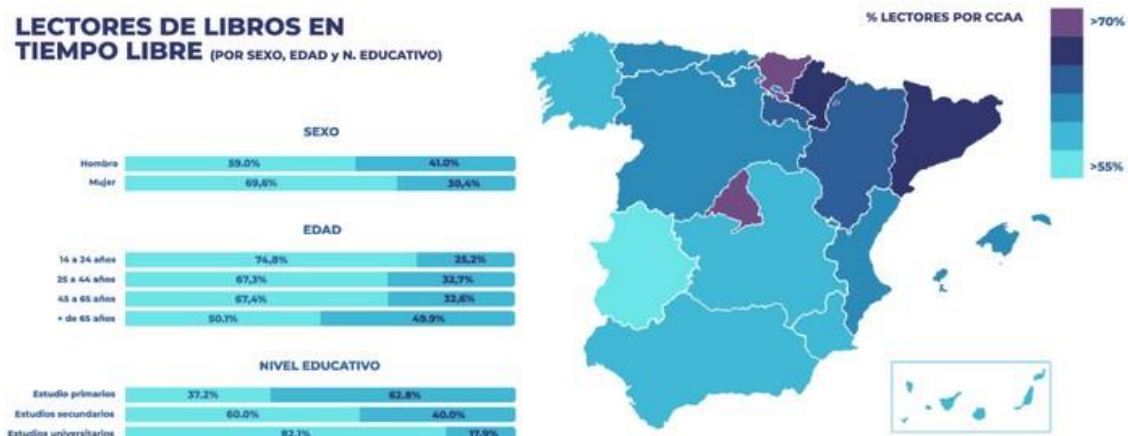 LECTORES DE LIBROS EN
TIEMPO LIBRE (POR SEXO, EDAD y N. EDUCATIVO)
SEXO
Hombre 59.0% 41.0%
Mujer 69,6% 30,4%
EDAD
14 a 24 años 74,8% 25,2%
25 a 44 años 67,3% 32,7%
45 a 65 años 67,4% 32,6%
+ de 65 años 50.1% 49.9%
NIVEL EDUCATIVO
Estudio primarios 37.2% 62.8%
Estudios secundarios 60.0% 40.0%
Estudios universitarios 82.1% 17.9%
% LECTORES POR CCAA
>70%
>55%